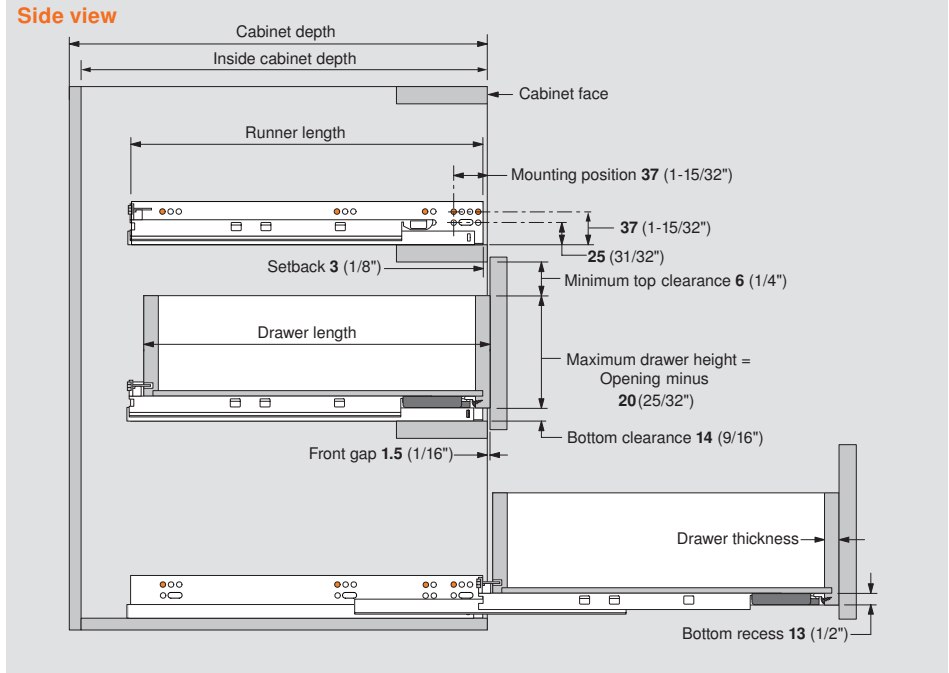 Side view
Cabinet depth
Inside cabinet depth
Cabinet face
Runner length
Mounting position 37 (1-15/32")
37 (1-15/32")
25 (31/32")
Setback 3 (1/8")
Minimum top clearance 6 (1/4")
Drawer length
Maximum drawer height =
Opening minus
20 (25/32")
Bottom clearance 14 (9/16")
Front gap 1.5 (1/16")
Drawer thickness
Bottom recess 13 (1/2")